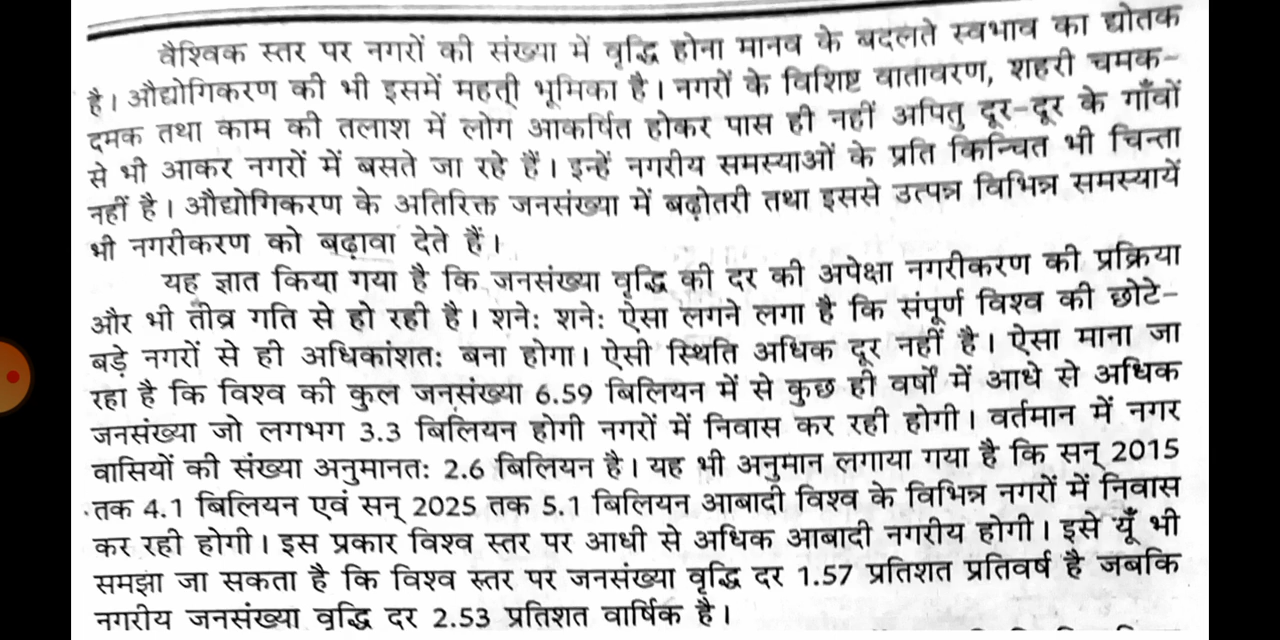 वैश्विक स्तर पर नगरों की संख्या में वृद्धि होना मानव के बदलते स्वभाव का द्योतक
है। औद्योगिकरण की भी इसमें महती भूमिका है। नगरों के विशिष्ट वातावरण, शहरी चमक-
दमक तथा काम की तलाश में लोग आकर्षित होकर पास ही नहीं अपितु दूर-दूर के गाँवों
से भी आकर नगरों में बसते जा रहे हैं। इन्हें नगरीय समस्याओं के प्रति किन्चित भी चिन्ता
नहीं है। औद्योगिकरण के अतिरिक्त जनसंख्या में बढ़ोतरी तथा इससे उत्पन्न विभिन्न समस्यायें
भी नगरीकरण को बढ़ावा देते हैं।
यह ज्ञात किया गया है कि जनसंख्या वृद्धि की दर की अपेक्षा नगरीकरण की प्रक्रिया
और भी तीव्र गति से हो रही है। शनेः शनेः ऐसा लगने लगा है कि संपूर्ण विश्व की छोटे-
बड़े नगरों से ही अधिकांशतः बना होगा। ऐसी स्थिति अधिक दूर नहीं है। ऐसा माना जा
रहा है कि विश्व की कुल जनसंख्या 6.59 बिलियन में से कुछ ही वर्षों में आधे से अधिक
जनसंख्या जो लगभग 3.3 बिलियन होगी नगरों में निवास कर रही होगी। वर्तमान में नगर
वासियों की संख्या अनुमानतः 2.6 बिलियन है। यह भी अनुमान लगाया गया है कि सन् 2015
तक 4.1 बिलियन एवं सन् 2025 तक 5.1 बिलियन आबादी विश्व के विभिन्न नगरों में निवास
कर रही होगी। इस प्रकार विश्व स्तर पर आधी से अधिक आबादी नगरीय होगी। इसे यूँ भी
समझा जा सकता है कि विश्व स्तर पर जनसंख्या वृद्धि दर 1.57 प्रतिशत प्रतिवर्ष है जबकि
नगरीय जनसंख्या वृद्धि दर 2.53 प्रतिशत वार्षिक है।